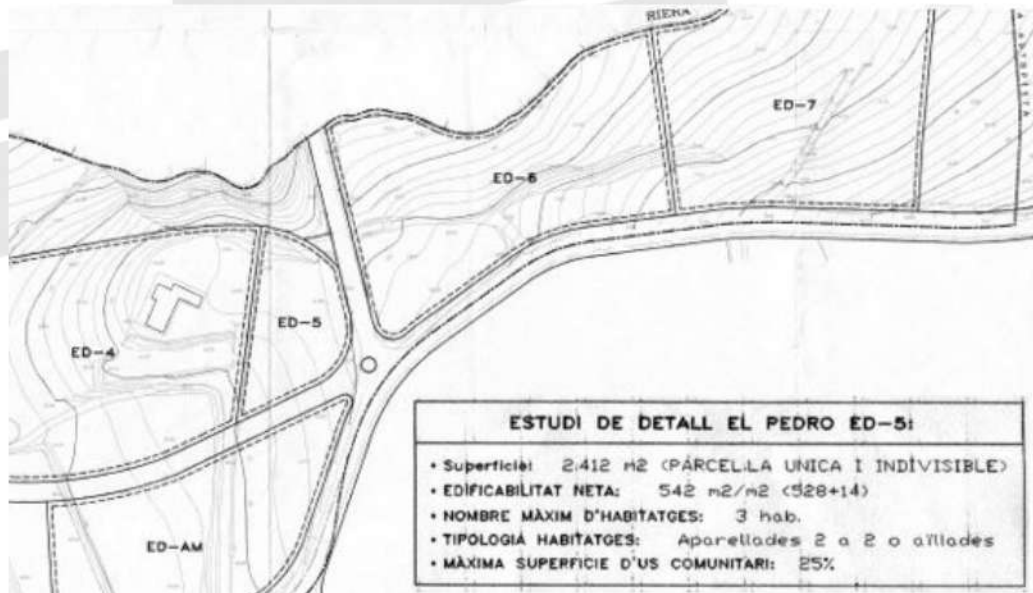 RIERA
ED-7
ED-6
ED-5
ED-4
ED-AM
ESTUDI DE DETALL EL PEDRO ED-5:
• Superfície: 2.412 m2 (PARCEL.LA UNICA I INDIVISIBLE)
• EDIFICABILITAT NETA: 542 m2/m2 (528+14)
• NOMBRE MÀXIM D'HABITATGES: 3 hab.
• TIPOLOGIA HABITATGES: Aparellades 2 a 2 o aïllades
• MÀXIMA SUPERFICIE D'US COMUNITARI: 25%